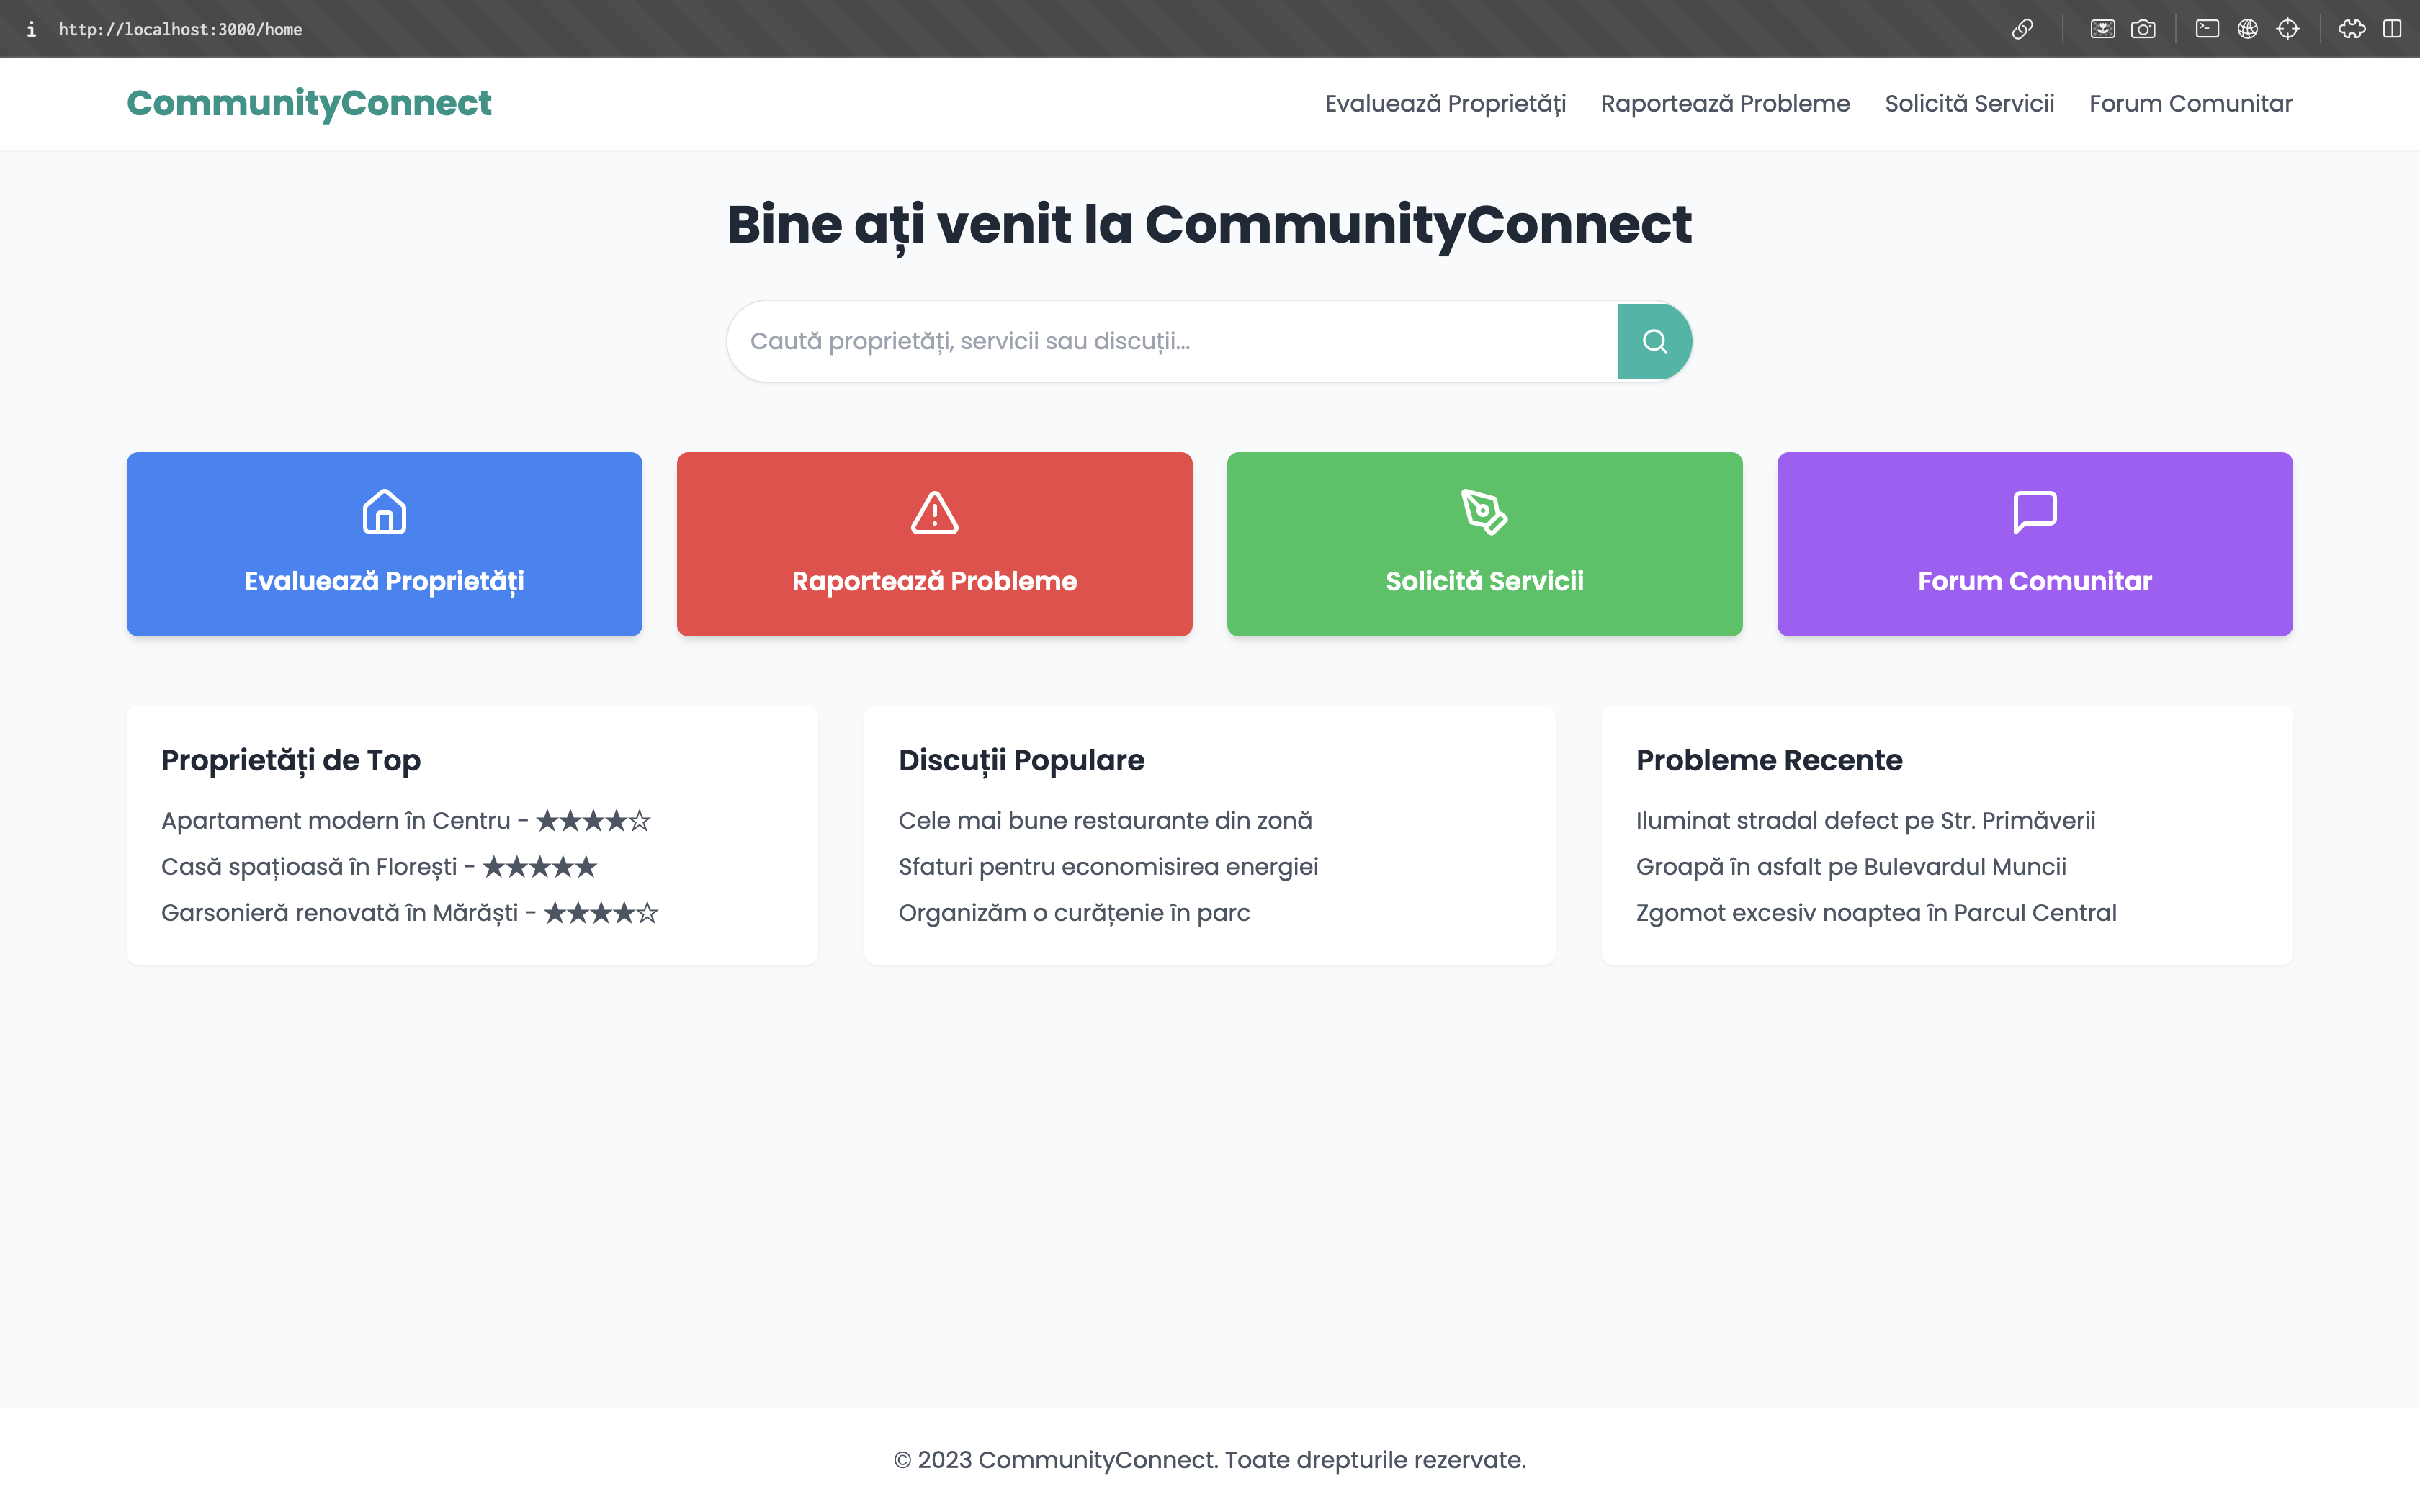 i http://localhost:3000/home
CommunityConnect
Evaluează Proprietăți Raportează Probleme Solicită Servicii Forum Comunitar
Bine ați venit la CommunityConnect
Caută proprietăți, servicii sau discuții...
Evaluează Proprietăți
Raportează Probleme
Solicită Servicii
Forum Comunitar
Proprietăți de Top
Apartament modern în Centru - ★★★★☆
Casă spațioasă în Florești - ★★★★★
Garsonieră renovată în Mărăști - ★★★★☆
Discuții Populare
Cele mai bune restaurante din zonă
Sfaturi pentru economisirea energiei
Organizăm o curățenie în parc
Probleme Recente
Iluminat stradal defect pe Str. Primăverii
Groapă în asfalt pe Bulevardul Muncii
Zgomot excesiv noaptea în Parcul Central
© 2023 CommunityConnect. Toate drepturile rezervate.